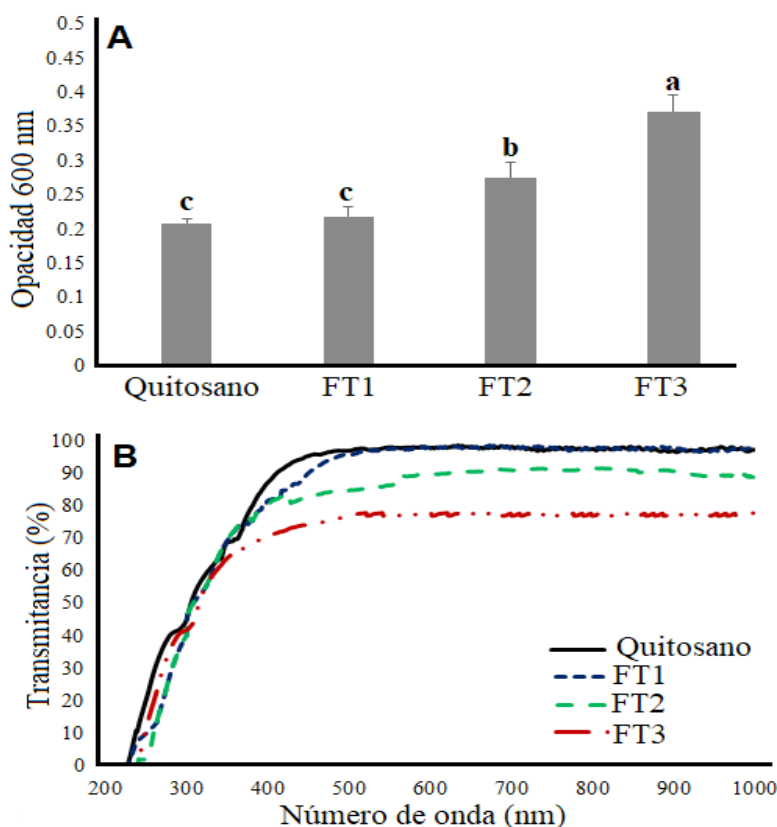 A
Opacidad 600 nm
0.5
0.45
0.4
0.35
0.3
0.25
0.2
0.15
0.1
0.05
0
c
c
b
a
Quitosano FT1 FT2 FT3
B
Transmitancia (%)
100
90
80
70
60
50
40
30
20
10
0
Quitosano
FT1
FT2
FT3
200 300 400 500 600 700 800 900 1000
Número de onda (nm)